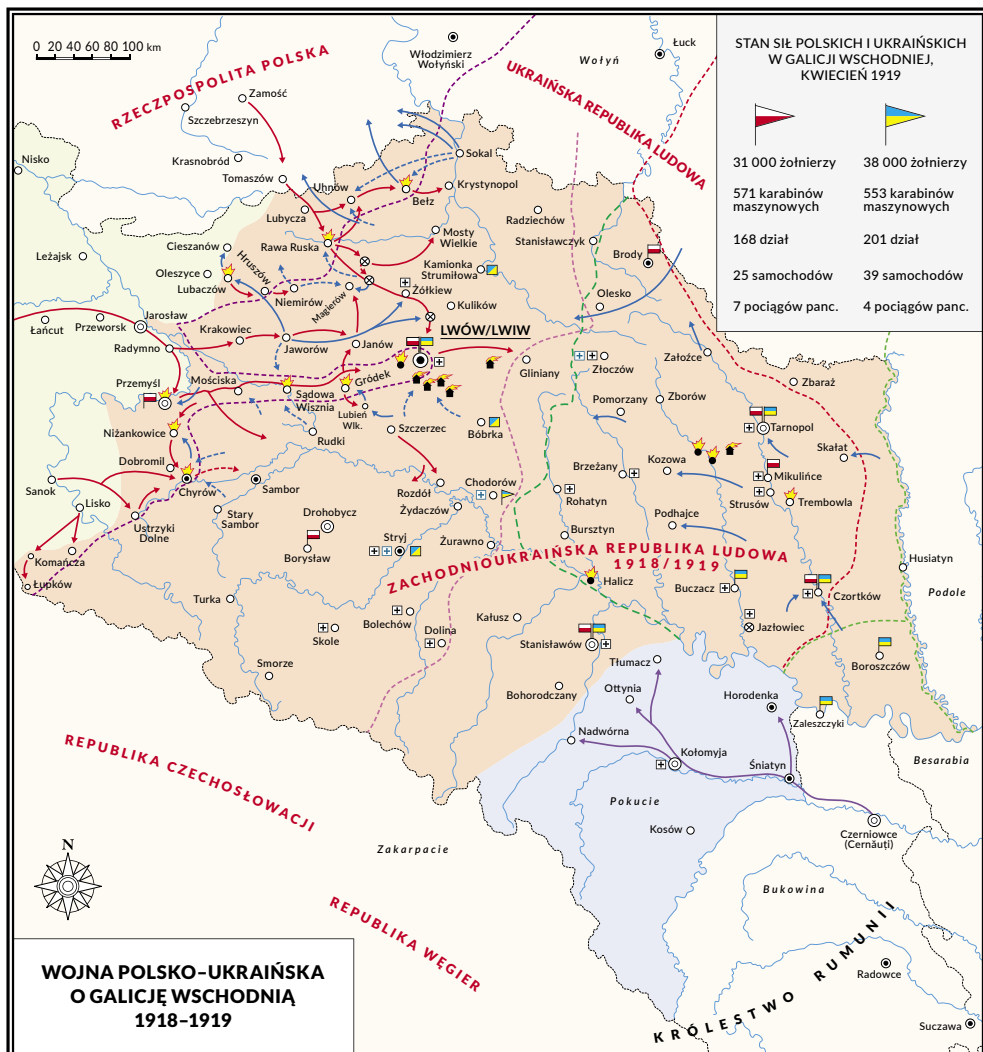 0 20 40 60 80 100 km
RZECZPOSPOLITA POLSKA
Włodzimierz
Wołyński
Wołyń
Łuck
UKRAIŃSKA REPUBLIKA LUDOWA
STAN SIŁ POLSKICH I UKRAIŃSKICH
W GALICJI WSCHODNIEJ,
KWIECIEŃ 1919
31 000 żołnierzy
38 000 żołnierzy
571 karabinów
maszynowych
553 karabinów
maszynowych
168 dział
201 dział
25 samochodów
39 samochodów
7 pociągów panc.
4 pociągów panc.
Zamość
Szczebrzeszyn
Nisko
Krasnobród
Tomaszów
Sokal
Uhnów
Bełz
Krystynopol
Lubycza
Radziechów
Cieszanów
Rawa Ruska
Mosty
Wielkie
Stanisławczyk
Leżajsk
Oleszyce
Hruszów
Lubaczów
Kamionka
Strumiłowa
Brody
Niemirów
Magierów
Żółkiew
Kulików
Olesko
Łańcut
Przeworsk
Jarosław
Krakowiec
LWÓW/LWIW
Radymno
Jaworów
Janów
Gliniany
Złoczów
Załoźce
Zbaraż
Przemyśl
Mościska
Sądowa
Wisznia
Gródek
Lubień
Wlk.
Pomorzany
Zborów
Tarnopol
Niżankowice
Rudki
Szczerzec
Bóbrka
Skałat
Dobromil
Chyrów
Sambor
Rozdół
Chodorów
Brzeżany
Kozowa
Mikulińce
Sanok
Lisko
Stary
Sambor
Żydaczów
Rohatyn
Strusów
Trembowla
Ustrzyki
Dolne
Drohobycz
Borysław
Stryj
Żurawno
Bursztyn
Podhajce
Komańcza
Łupków
ZACHODNIOUKRAIŃSKA REPUBLIKA LUDOWA
1918/1919
Husiatyn
Halicz
Buczacz
Czortków
Podole
Turka
Bolechów
Kałusz
Jazłowiec
Skole
Dolina
Stanisławów
Boroszczów
Smorze
Tłumacz
Bohorodczany
Ottynia
Horodenka
Zaleszczyki
Nadwórna
Kołomyja
Śniatyn
Besarabia
REPUBLIKA CZECHOSŁOWACJI
Pokucie
Kosów
Czerniowce
(Cernăuți)
Zakarpacie
N
Bukowina
REPUBLIKA WĘGIER
KRÓLESTWO RUMUNII
Radowce
Suczawa
WOJNA POLSKO–UKRAIŃSKA
O GALICJĘ WSCHODNIĄ
1918–1919